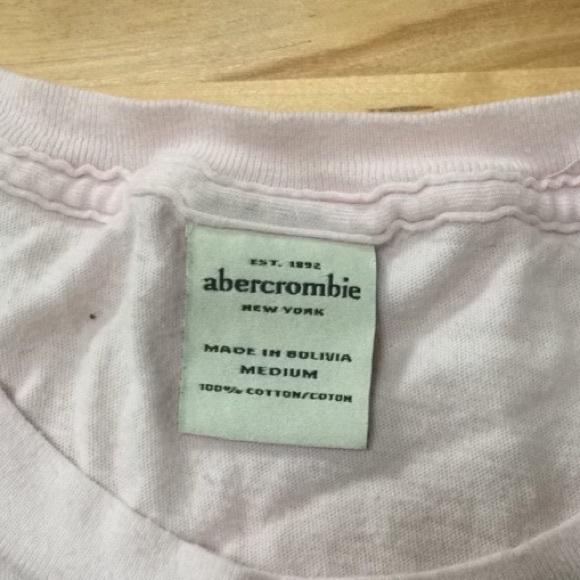 EST. 1892
abercrombie
NEW YORK
MADE IN BOLIVIA
MEDIUM
100% COTTON/COTON